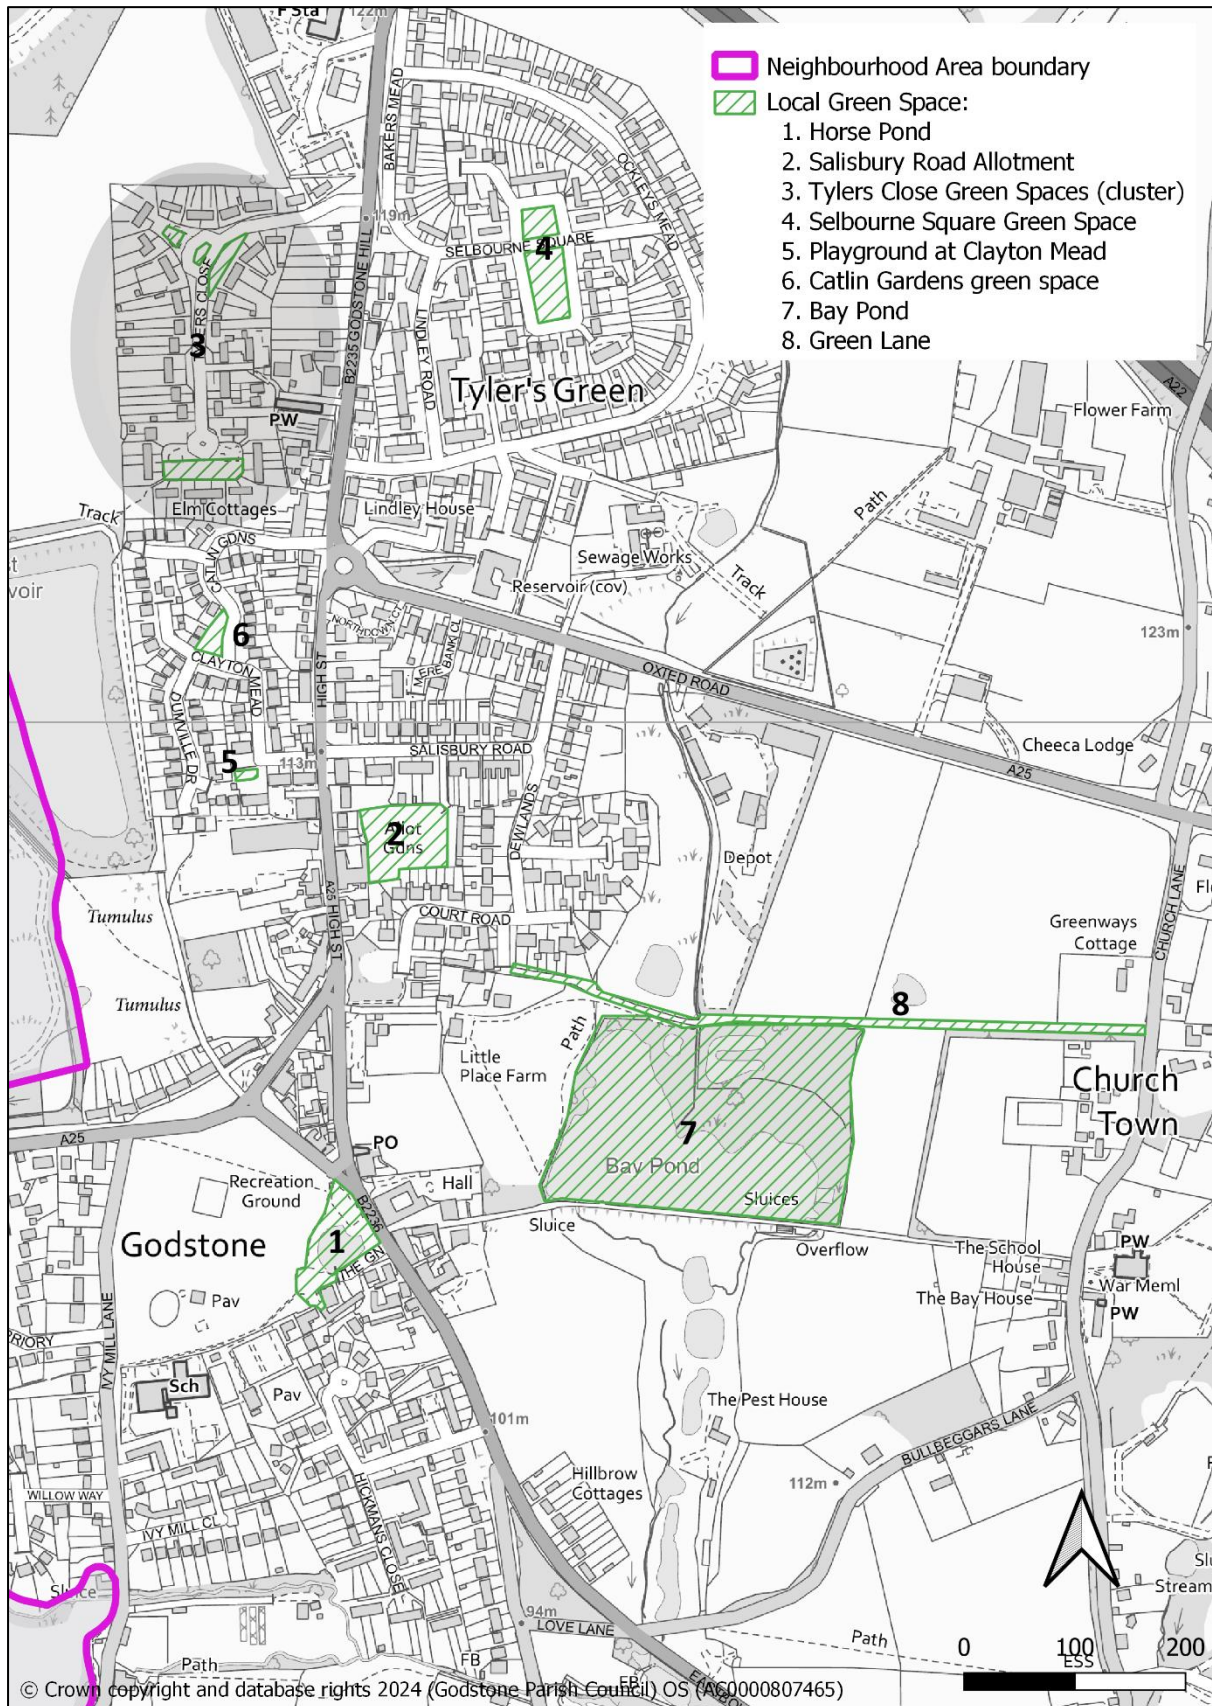 F Sta
122m
Neighbourhood Area boundary
Local Green Space:
1. Horse Pond
2. Salisbury Road Allotment
3. Tylers Close Green Spaces (cluster)
4. Selbourne Square Green Space
5. Playground at Clayton Mead
6. Catlin Gardens green space
7. Bay Pond
8. Green Lane
BAKERS MEAD
OCKLEYS MEAD
119m
SELBOURNE SQUARE
4
B2235 GODSTONE HILL
LINDLEY ROAD
3
Tyler's Green
PW
A22
Flower Farm
Elm Cottages
Lindley House
Track
CATLIN GDNS
Sewage Works
Path
Reservoir (cov)
Track
voir
NORTHDOWN CT
MERE BANK CL
6
CLAYTON MEAD
HIGH ST
123m
OXTED ROAD
DUMVILLE DR
SALISBURY ROAD
113m
5
Cheeca Lodge
A25
2
Allot
Gdns
DEWLANDS
Depot
A25 HIGH ST
COURT ROAD
CHURCH LANE
Greenways
Cottage
Tumulus
Tumulus
8
Path
Little
Place Farm
Church
Town
7
Bay Pond
A25
PO
Recreation
Ground
Hall
Sluices
B2236
Sluice
Godstone
1
THE GN
Overflow
The School
House
PW
War Meml
The Bay House
PW
Pav
PRIORY
IVY MILL LANE
Sch
Pav
The Pest House
101m
BULLBEGGARS LANE
Hillbrow
Cottages
112m
WILLOW WAY
IVY MILL CL
HICKMANS CLOSE
Sluice
Stream
94m
LOVE LANE
Path
Path
FB
FB
0 100 200
ESS
© Crown copyright and database rights 2024 (Godstone Parish Council) OS (AC0000807465)